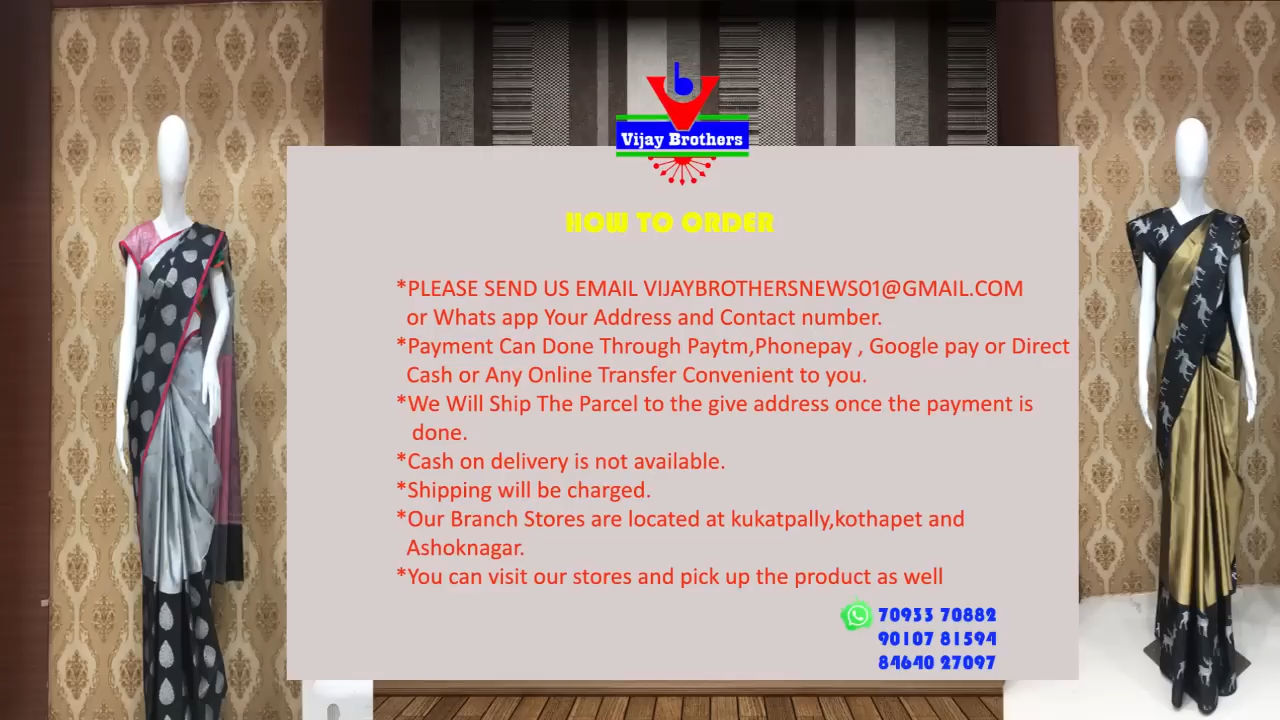 b
Vijay Brothers
HOW TO ORDER
*PLEASE SEND US EMAIL VIJAYBROTHERSNEWS01@GMAIL.COM
or Whats app Your Address and Contact number.
*Payment Can Done Through Paytm,Phonepay , Google pay or Direct
Cash or Any Online Transfer Convenient to you.
*We Will Ship The Parcel to the give address once the payment is
done.
*Cash on delivery is not available.
*Shipping will be charged.
*Our Branch Stores are located at kukatpally,kothapet and
Ashoknagar.
*You can visit our stores and pick up the product as well
70933 70882
90107 81594
84640 27097